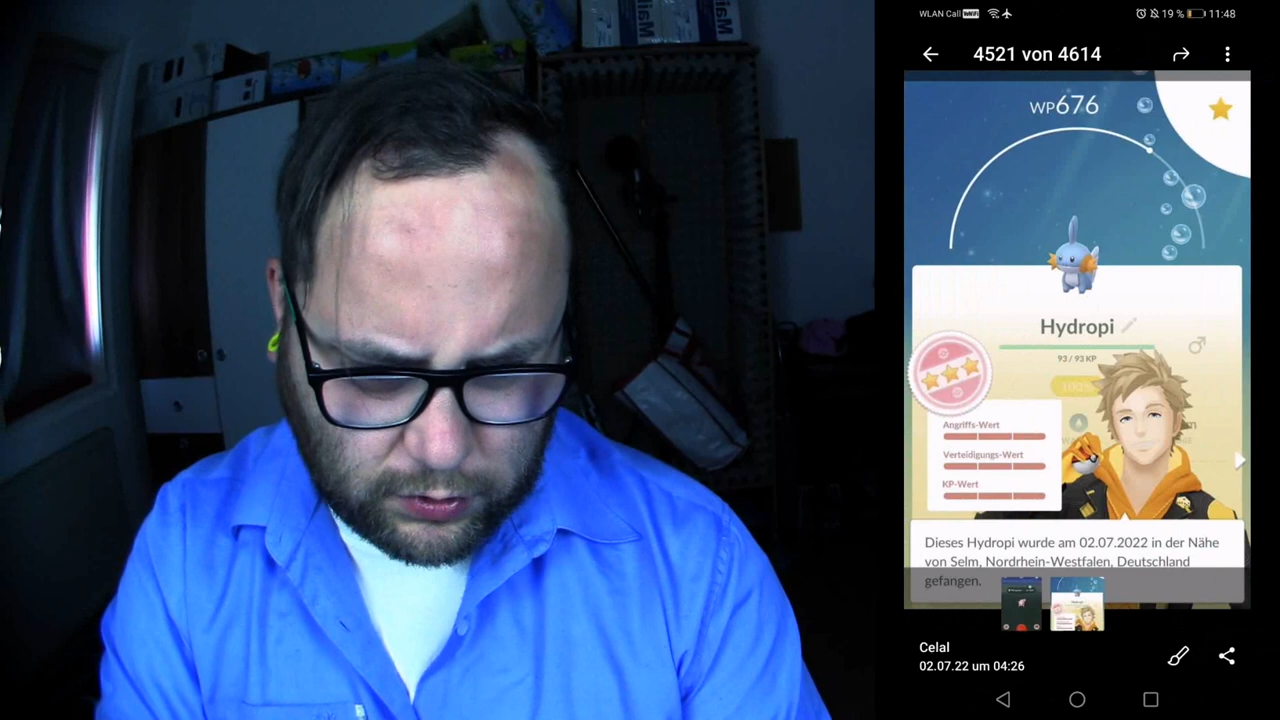 WLAN Call VoWiFi 19 % 11:48
4521 von 4614
WP676
Hydropi
93 / 93 KP
100%
Angriffs-Wert
Verteidigungs-Wert
KP-Wert
Dieses Hydropi wurde am 02.07.2022 in der Nähe
von Selm, Nordrhein-Westfalen, Deutschland
gefangen.
Celal
02.07.22 um 04:26